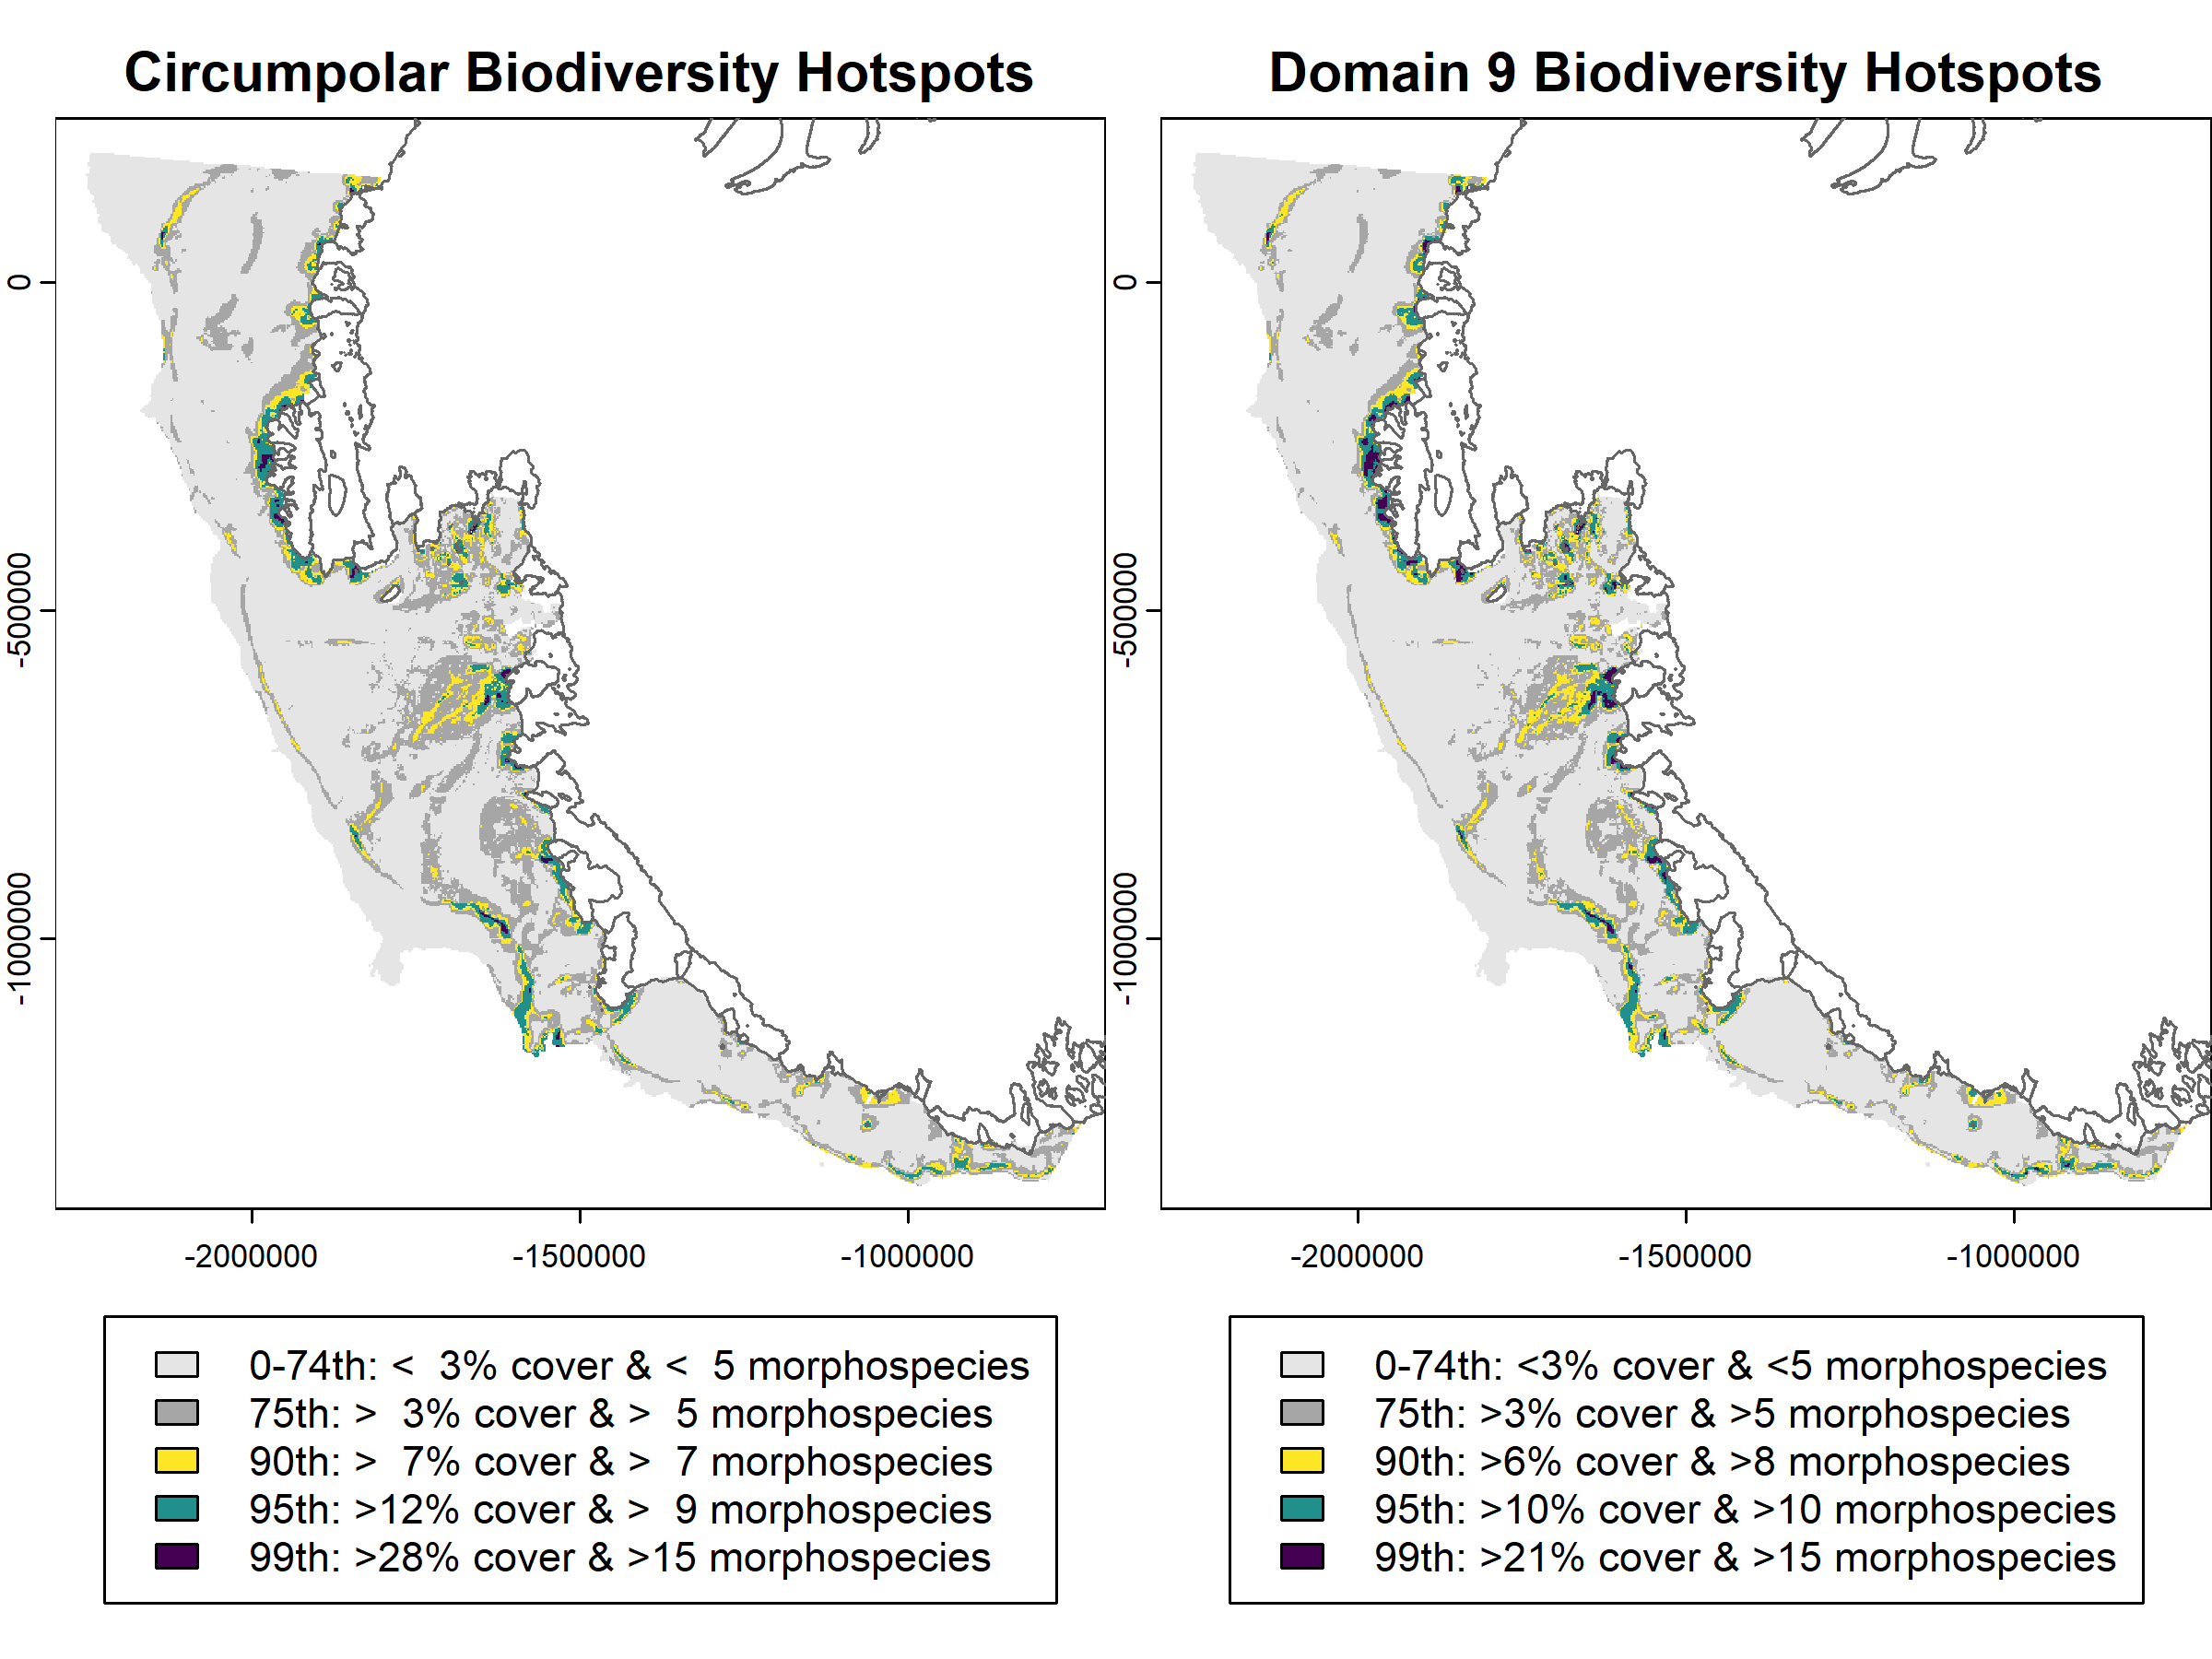 Circumpolar Biodiversity Hotspots
0
-500000
-1000000
-2000000
-1500000
-1000000
0-74th: < 3% cover & < 5 morphospecies
75th: > 3% cover & > 5 morphospecies
90th: > 7% cover & > 7 morphospecies
95th: >12% cover & > 9 morphospecies
99th: >28% cover & >15 morphospecies
Domain 9 Biodiversity Hotspots
0
-500000
-1000000
-2000000
-1500000
-1000000
0-74th: <3% cover & <5 morphospecies
75th: >3% cover & >5 morphospecies
90th: >6% cover & >8 morphospecies
95th: >10% cover & >10 morphospecies
99th: >21% cover & >15 morphospecies